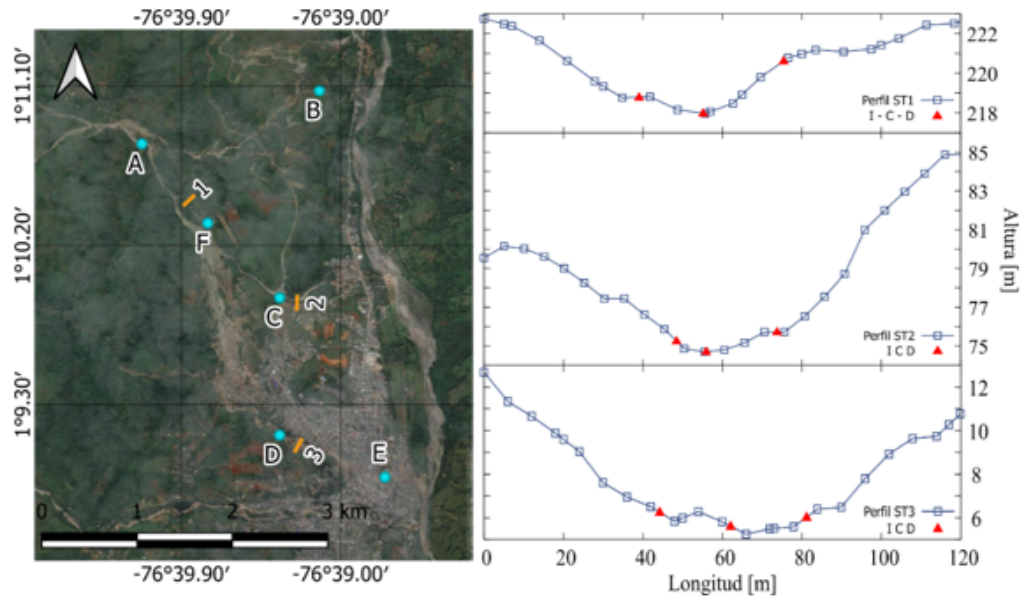 -76°39.90'
-76°39.00'
1°11.10'
1°10.20'
1°9.30'
A
B
1
F
C
2
D
3
E
0
1
2
3 km
-76°39.90'
-76°39.00'
222
220
218
Perfil ST1
I - C - D
85
83
81
79
77
75
Perfil ST2
I C D
12
10
8
6
Perfil ST3
I C D
0
20
40
60
80
100
120
Longitud [m]
Altura [m]